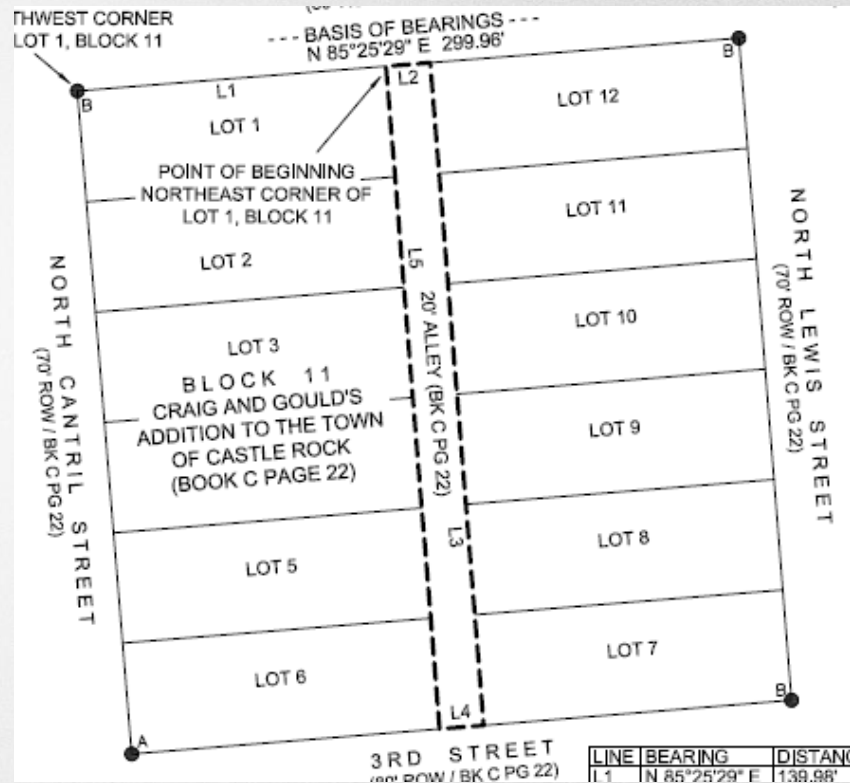 THWEST CORNER
LOT 1, BLOCK 11
--- BASIS OF BEARINGS ---
N 85°25'29" E 299.96'
B
B
L1
L2
LOT 1
LOT 12
POINT OF BEGINNING
NORTHEAST CORNER OF
LOT 1, BLOCK 11
LOT 11
LOT 2
L5
20' ALLEY (BK C PG 22)
LOT 10
NORTH CANTRIL STREET
(70' ROW / BK C PG 22)
NORTH LEWIS STREET
(70' ROW / BK C PG 22)
LOT 3
BLOCK 11
CRAIG AND GOULD'S
ADDITION TO THE TOWN
OF CASTLE ROCK
(BOOK C PAGE 22)
LOT 9
L3
LOT 8
LOT 5
LOT 7
LOT 6
L4
B
A
3RD STREET
ROW / BK C PG 22)
LINE BEARING DISTANC
L1 N 85°25'29" E 139.98'